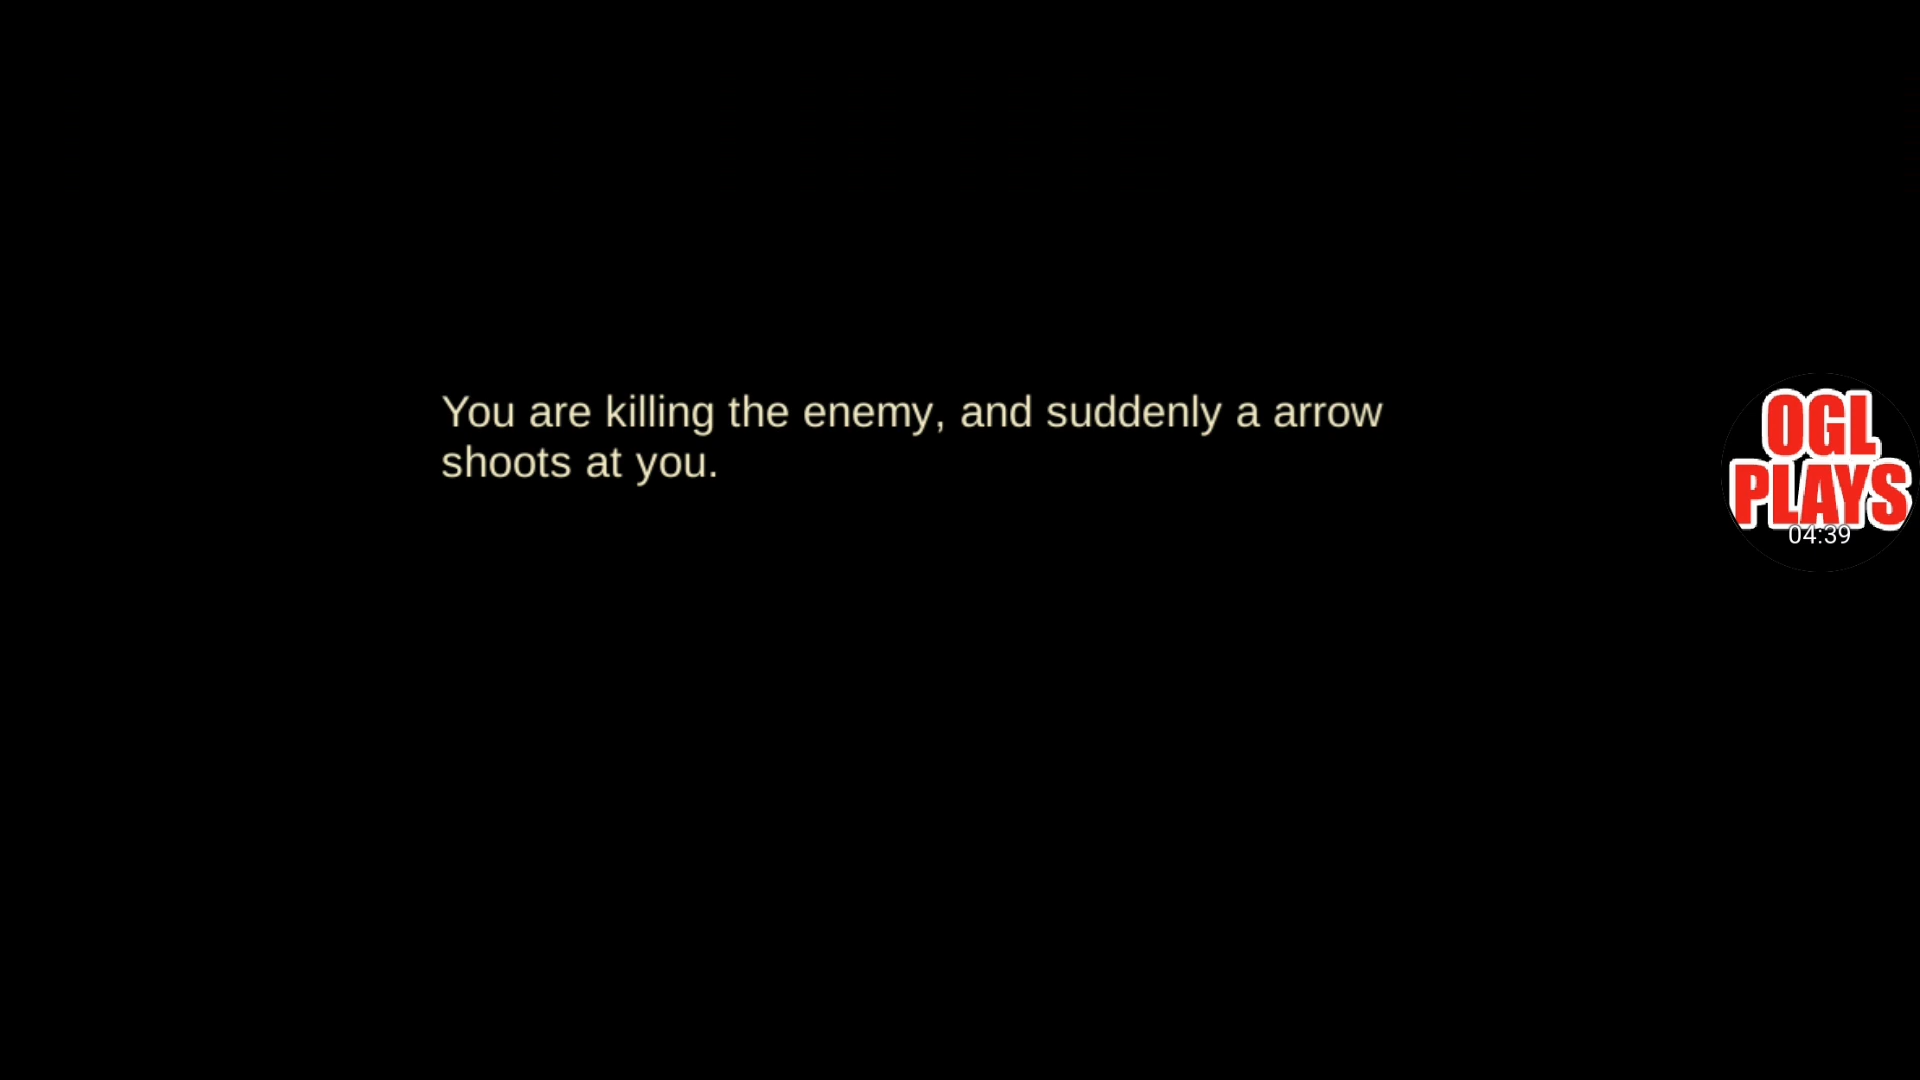 You are killing the enemy, and suddenly a arrow
shoots at you.
OGL
PLAYS
04:39